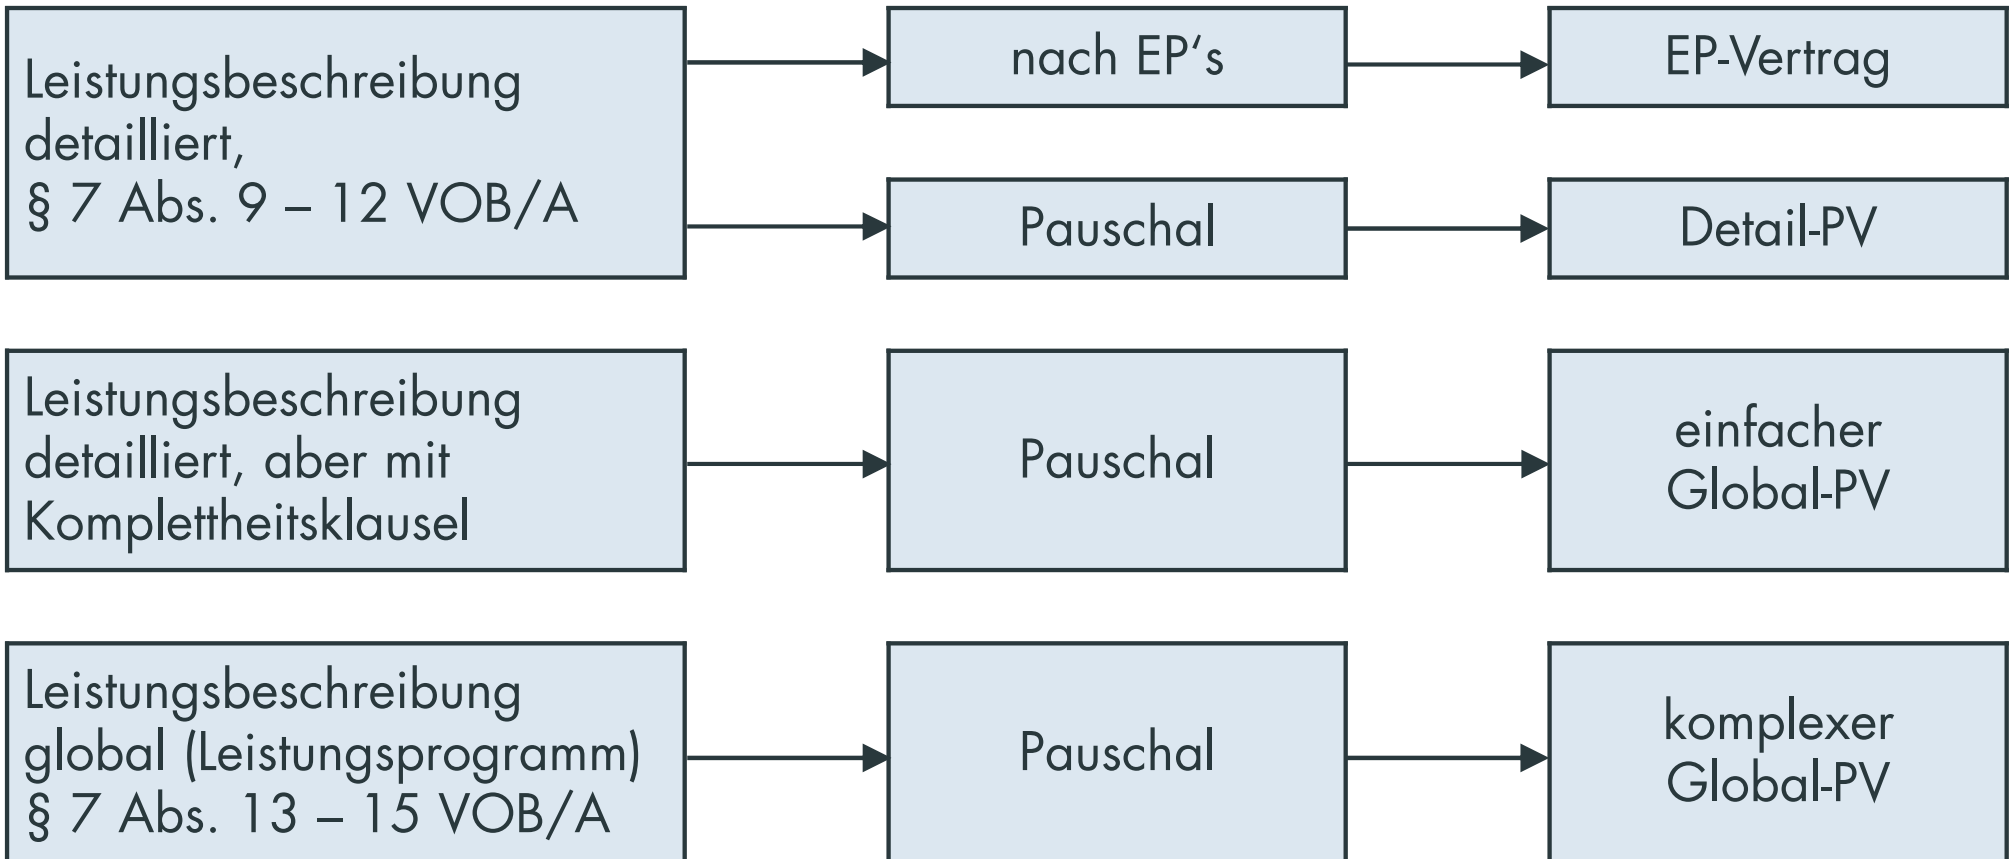 Leistungsbeschreibung
detailliert,
§ 7 Abs. 9 – 12 VOB/A
nach EP‘s
EP-Vertrag
Pauschal
Detail-PV
Leistungsbeschreibung
detailliert, aber mit
Komplettheitsklausel
Pauschal
einfacher
Global-PV
Leistungsbeschreibung
global (Leistungsprogramm)
§ 7 Abs. 13 – 15 VOB/A
Pauschal
komplexer
Global-PV